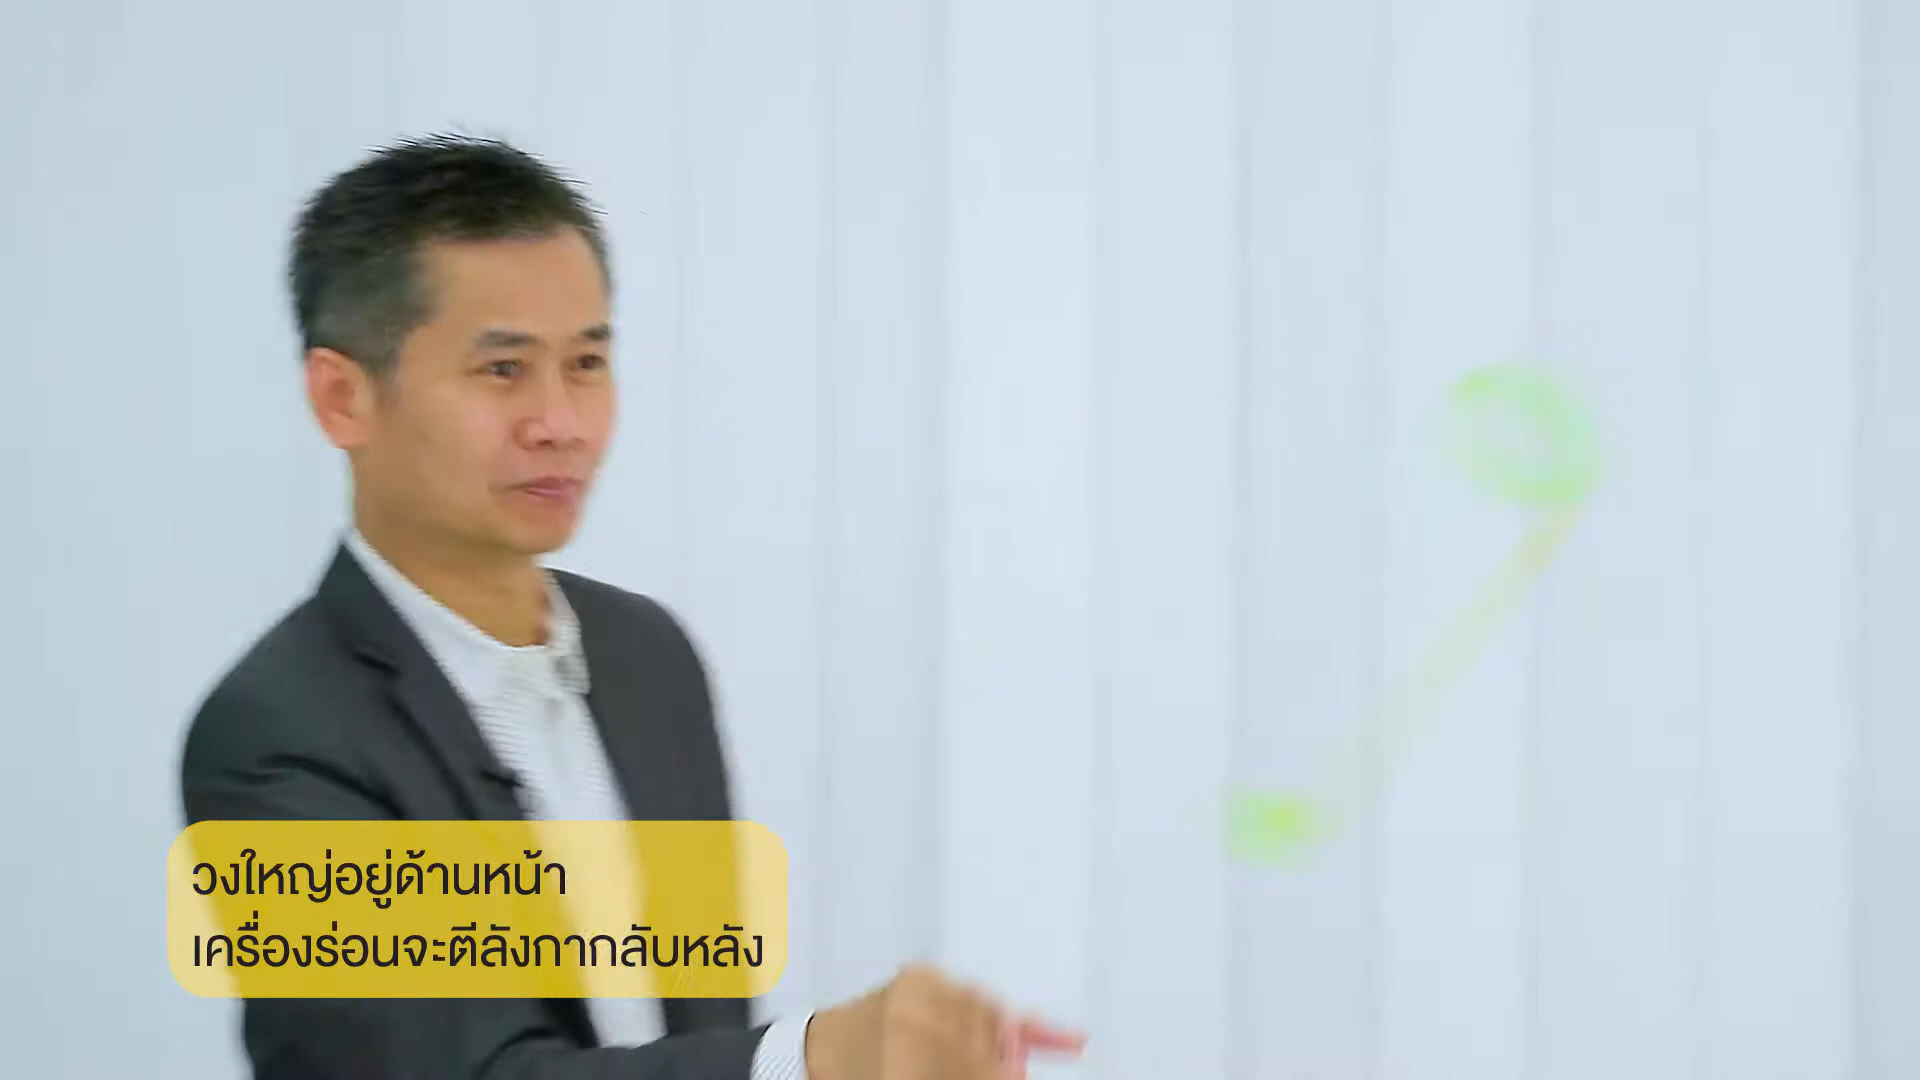 วงใหญ่อยู่ด้านหน้า
เครื่องร่อนจะตีลังกากลับหลัง